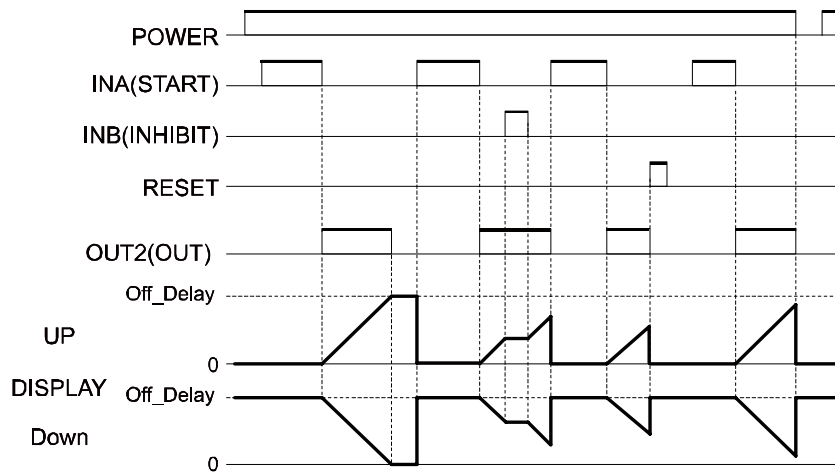 POWER
INA(START)
INB(INHIBIT)
RESET
OUT2(OUT)
Off_Delay
UP
0
DISPLAY
Off_Delay
Down
0